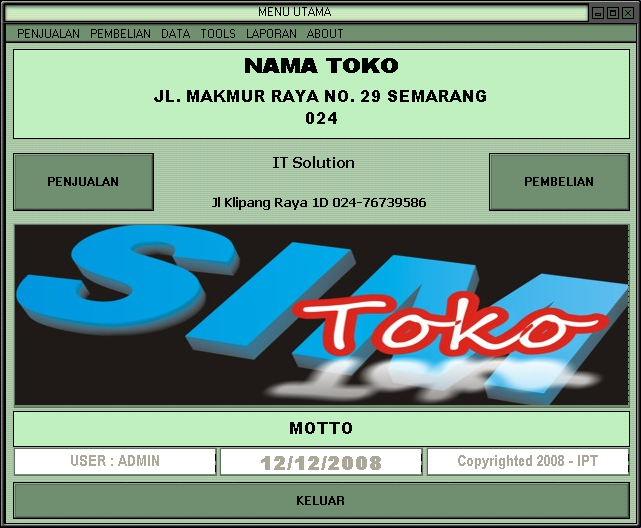 MENU UTAMA
PENJUALAN PEMBELIAN DATA TOOLS LAPORAN ABOUT
NAMA TOKO
JL. MAKMUR RAYA NO. 29 SEMARANG
024
PENJUALAN
IT Solution
Jl Klipang Raya 1D 024-76739586
PEMBELIAN
SIM
Toko
MOTTO
USER : ADMIN
12/12/2008
Copyrighted 2008 - IPT
KELUAR